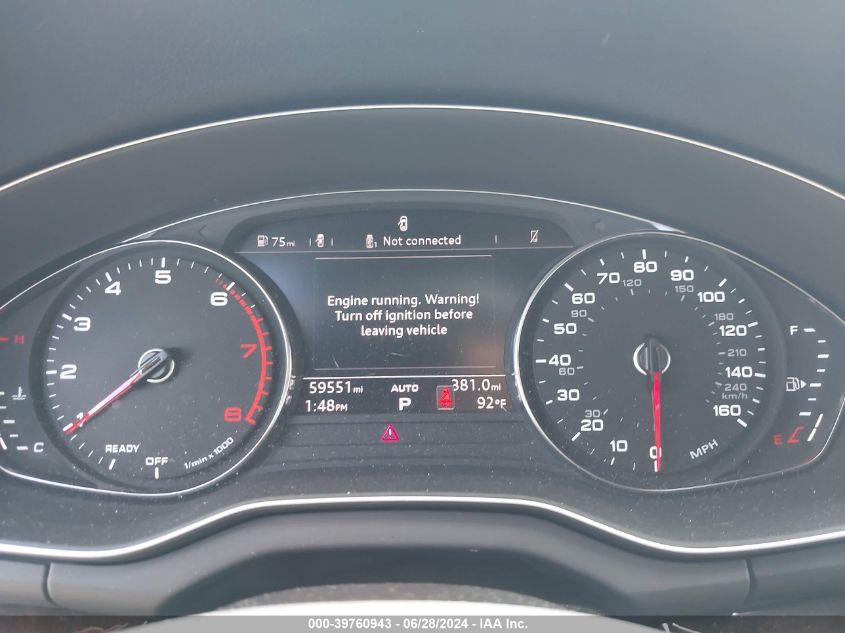 75mi
1
Not connected
Engine running. Warning!
Turn off ignition before
leaving vehicle
59551mi
AUTO
381.0mi
1:48PM
P
92°F
H
C
OFF
READY
1
2
3
4
5
6
7
8
1/min x 1000
0
10
20
30
40
50
60
70
80
90
100
120
140
160
MPH
30
60
90
120
150
180
210
240
km/h
F
E
000-39760943 - 06/28/2024 - IAA Inc.